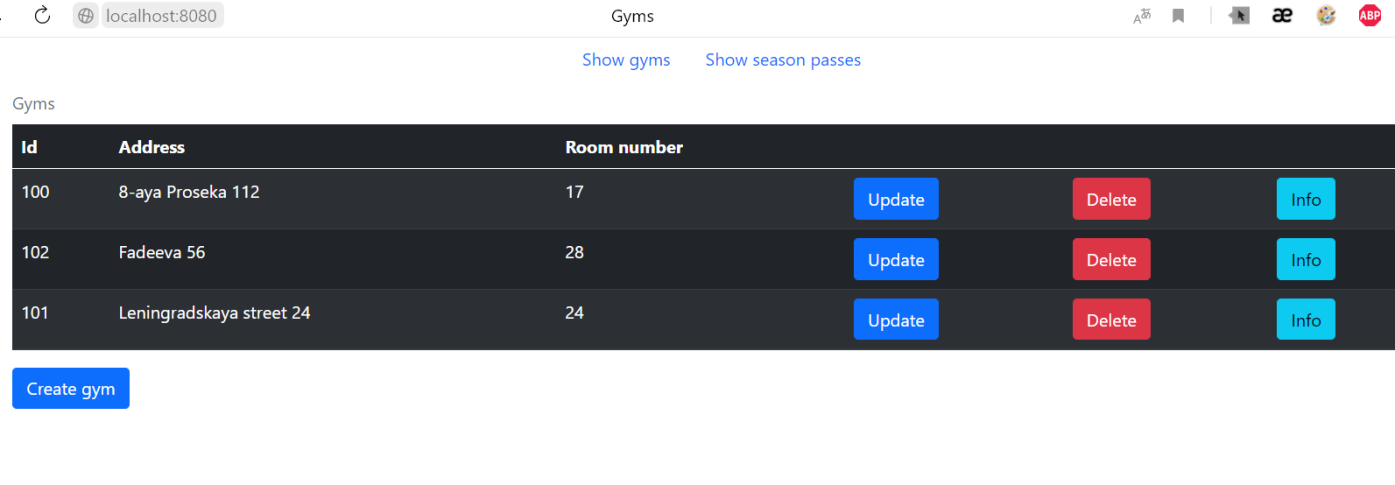 localhost:8080 Gyms ABP
Show gyms Show season passes
Gyms
Id Address Room number
100 8-aya Proseka 112 17 Update Delete Info
102 Fadeeva 56 28 Update Delete Info
101 Leningradskaya street 24 24 Update Delete Info
Create gym